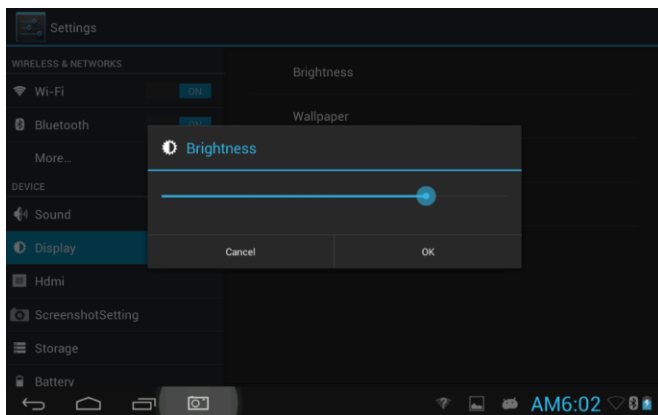 Settings
WIRELESS & NETWORKS
Wi-Fi ON
Bluetooth ON
More...
DEVICE
Sound
Display
Hdmi
ScreenshotSetting
Storage
Battery
Brightness
Wallpaper
Brightness
Cancel OK
AM6:02